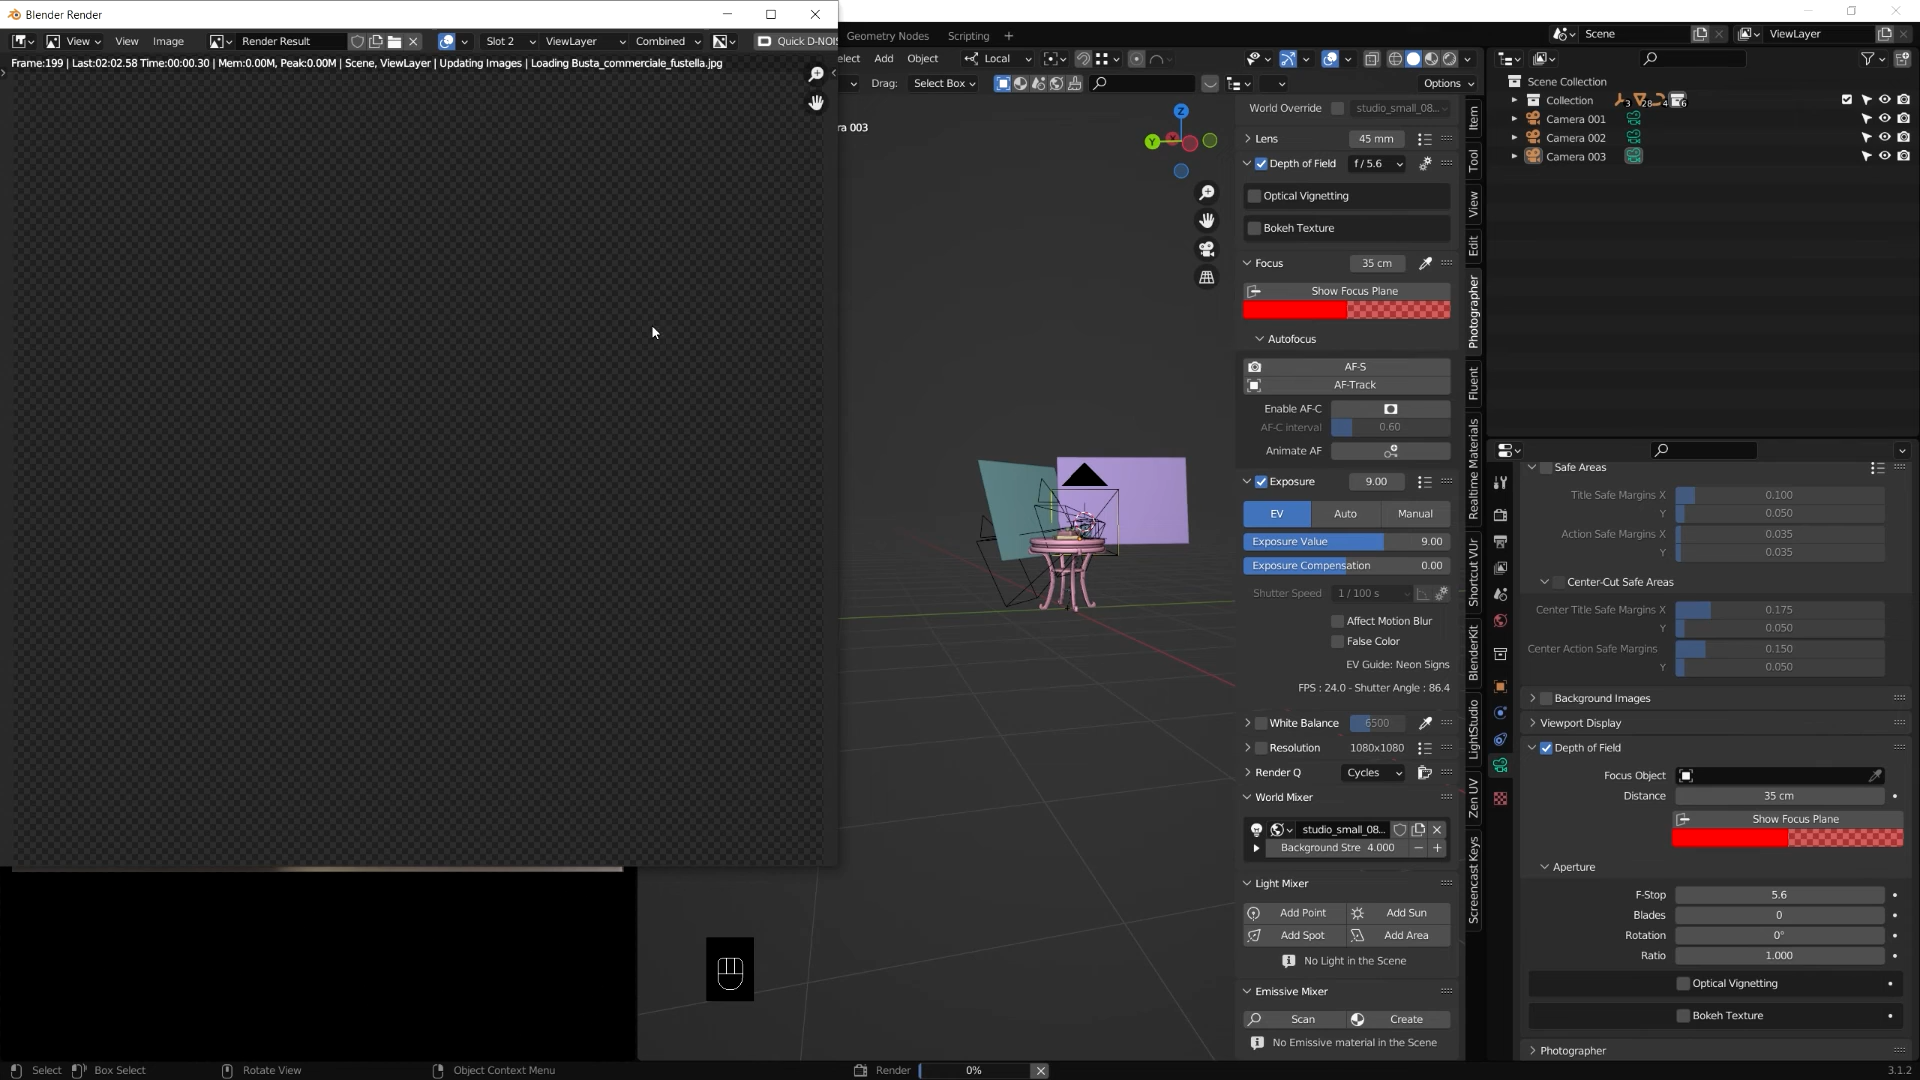 Blender Render
View
View
Image
Render Result
Slot 2
ViewLayer
Combined
Quick D-NOIS
Frame:199 | Last:02:02.58 Time:00:00.30 | Mem:0.00M, Peak:0.00M | Scene, ViewLayer | Updating Images | Loading Busta_commerciale_fustella.jpg
Geometry Nodes
Scripting
Scene
ViewLayer
elect
Add
Object
Local
Drag:
Select Box
Options
ra 003
Z
Y
World Override
studio_small_08...
Lens
45 mm
Depth of Field
f / 5.6
Optical Vignetting
Bokeh Texture
Focus
35 cm
Show Focus Plane
Autofocus
AF-S
AF-Track
Enable AF-C
AF-C interval
0.60
Animate AF
Exposure
9.00
EV
Auto
Manual
Exposure Value
9.00
Exposure Compensation
0.00
Shutter Speed
1 / 100 s
Affect Motion Blur
False Color
EV Guide: Neon Signs
FPS : 24.0 - Shutter Angle : 86.4
White Balance
6500
Resolution
1080x1080
Render Q
Cycles
World Mixer
studio_small_08...
Background Stre
4.000
Light Mixer
Add Point
Add Sun
Add Spot
Add Area
No Light in the Scene
Emissive Mixer
Scan
Create
No Emissive material in the Scene
Item
Tool
View
Edit
Photographer
Fluent
Realtime Materials
Shortcut VUr
BlenderKit
LightStudio
Zen UV
Screencast Keys
Scene Collection
Collection
3
28
4
6
Camera 001
Camera 002
Camera 003
Safe Areas
Title Safe Margins X
0.100
Y
0.050
Action Safe Margins X
0.035
Y
0.035
Center-Cut Safe Areas
Center Title Safe Margins X
0.175
Y
0.050
Center Action Safe Margins
0.150
Y
0.050
Background Images
Viewport Display
Depth of Field
Focus Object
Distance
35 cm
Show Focus Plane
Aperture
F-Stop
5.6
Blades
0
Rotation
0°
Ratio
1.000
Optical Vignetting
Bokeh Texture
Photographer
Select
Box Select
Rotate View
Object Context Menu
Render
0%
3.1.2